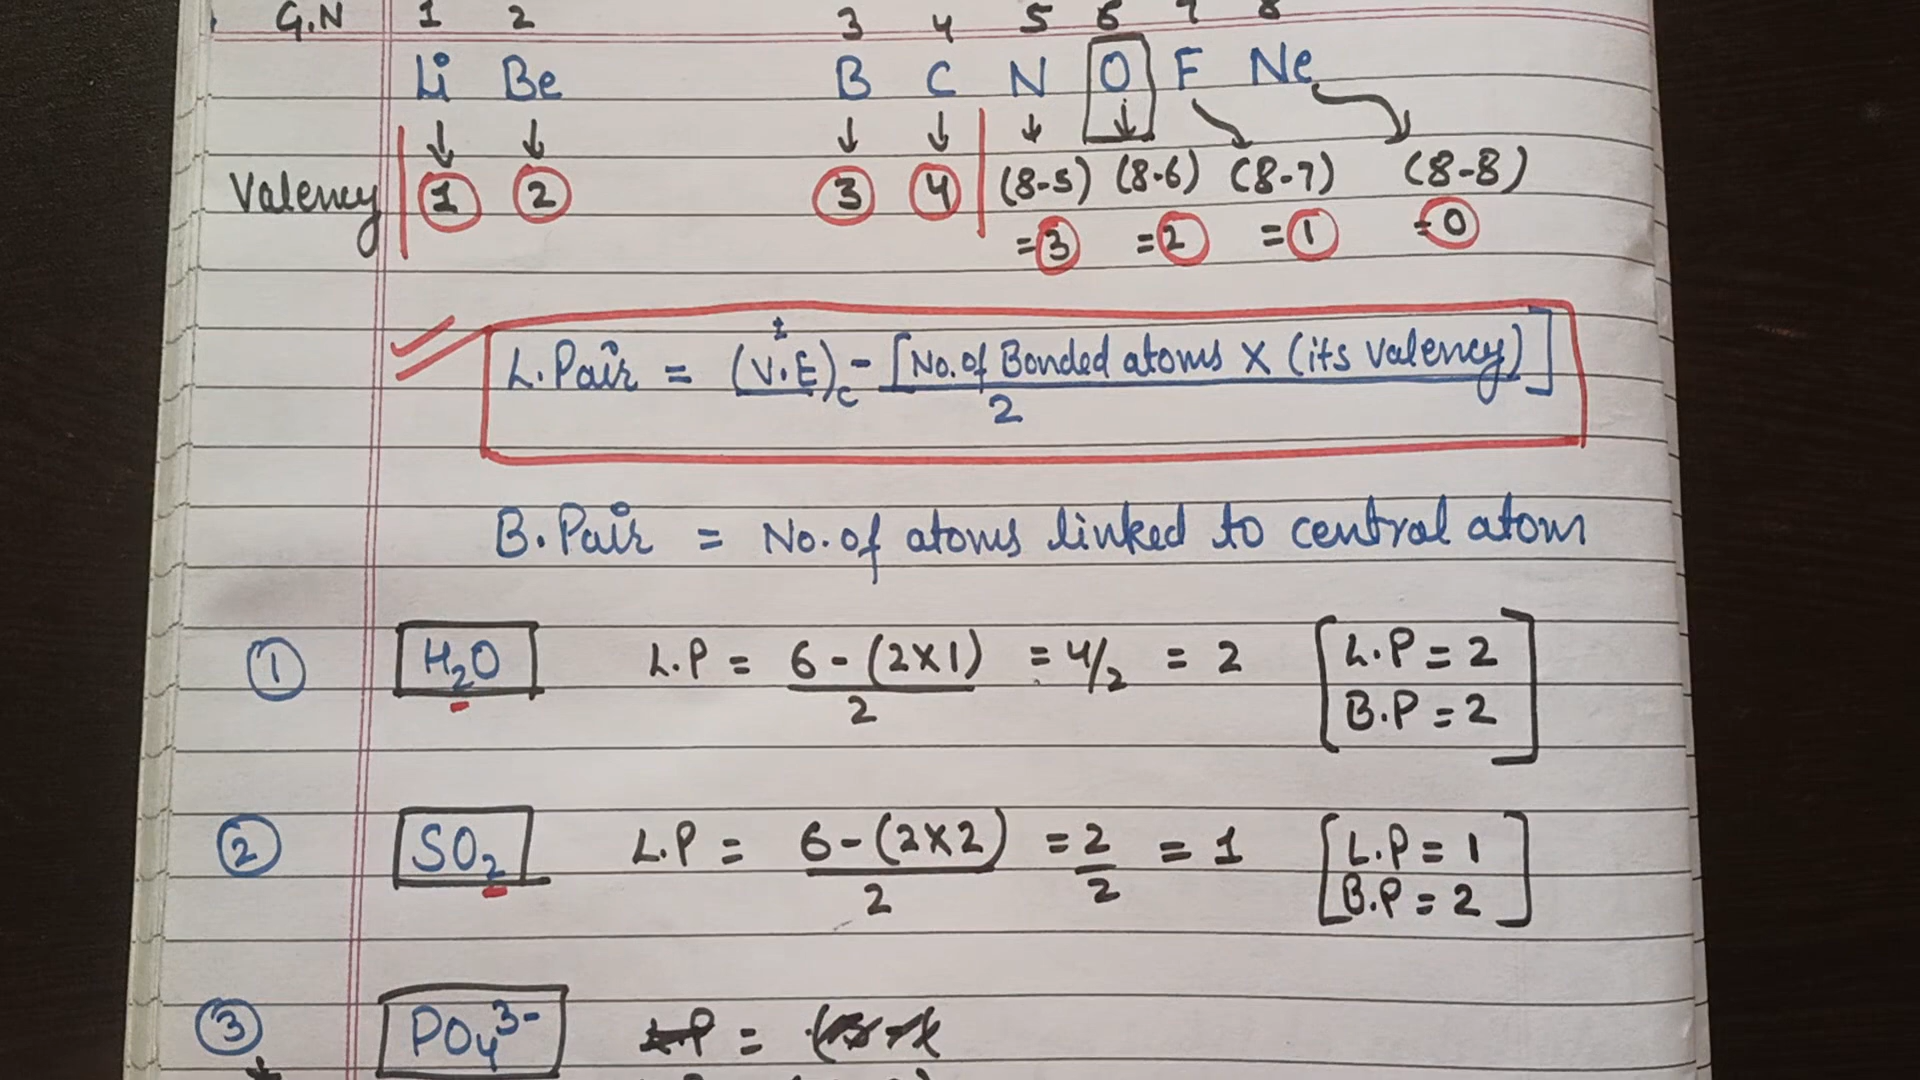 G.N 1 2 3 4 5 6 7 8
Li Be B C N O F Ne
↓ ↓ ↓ ↓ ↓ ↓
Valency 1 2 3 4 (8-5) (8-6) (8-7) (8-8)
=3 =2 =1 =0
L.Pair = (V.E)c± - [No. of Bonded atoms X (its valency)] / 2
B.Pair = No. of atoms linked to central atom
① H₂O L.P = 6-(2X1) / 2 = 4/2 = 2 [L.P = 2
B.P = 2]
② SO₂ L.P = 6-(2X2) / 2 = 2/2 = 1 [L.P = 1
B.P = 2]
③ PO₄³⁻ =